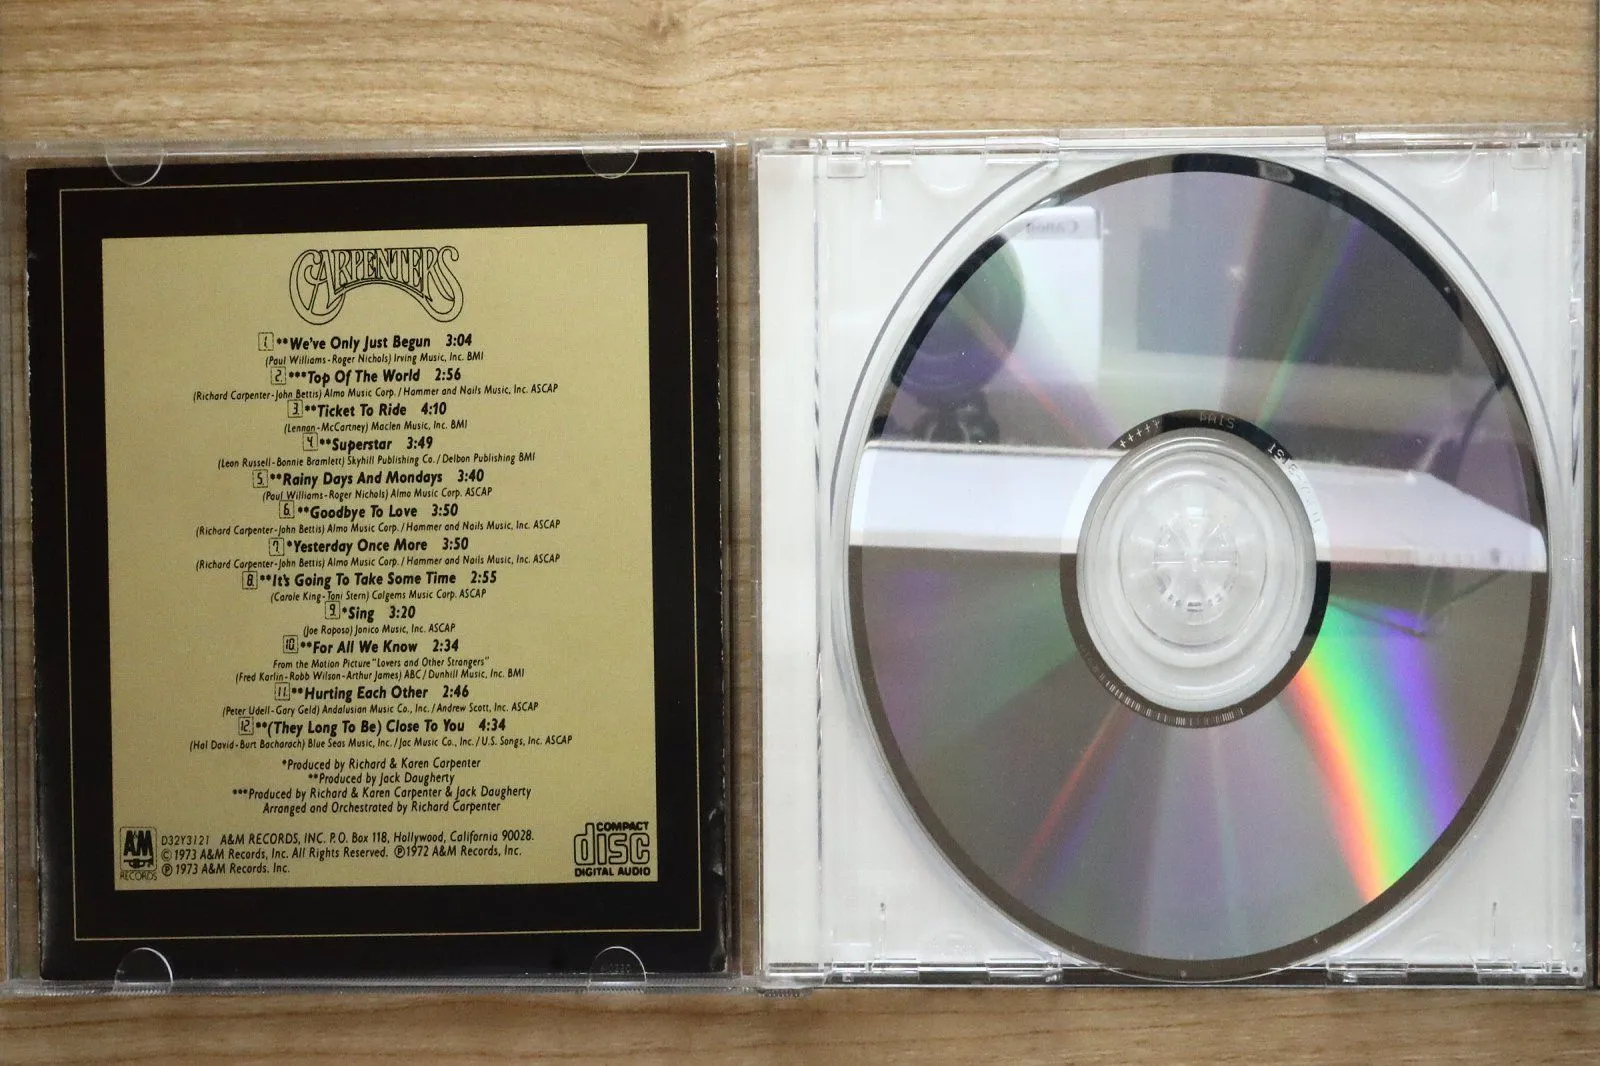 CARPENTERS
1. **We've Only Just Begun 3:04
(Paul Williams-Roger Nichols) Irving Music, Inc. BMI
2. ***Top Of The World 2:56
(Richard Carpenter-John Bettis) Almo Music Corp./Hammer and Nails Music, Inc. ASCAP
3. **Ticket To Ride 4:10
(Lennon-McCartney) Maclen Music, Inc. BMI
4. **Superstar 3:49
(Leon Russell-Bonnie Bramlett) Skyhill Publishing Co./Delbon Publishing BMI
5. **Rainy Days And Mondays 3:40
(Paul Williams-Roger Nichols) Almo Music Corp. ASCAP
6. **Goodbye To Love 3:50
(Richard Carpenter-John Bettis) Almo Music Corp./Hammer and Nails Music, Inc. ASCAP
7. *Yesterday Once More 3:50
(Richard Carpenter-John Bettis) Almo Music Corp./Hammer and Nails Music, Inc. ASCAP
8. **It's Going To Take Some Time 2:55
(Carole King-Toni Stern) Colgems Music Corp. ASCAP
9. *Sing 3:20
(Joe Raposo) Jonico Music, Inc. ASCAP
10. **For All We Know 2:34
From the Motion Picture "Lovers and Other Strangers"
(Fred Karlin-Robb Wilson-Arthur James) ABC/Dunhill Music, Inc. BMI
11. **Hurting Each Other 2:46
(Peter Udell-Gary Geld) Andalusian Music Co., Inc./Andrew Scott, Inc. ASCAP
12. **(They Long To Be) Close To You 4:34
(Hal David-Burt Bacharach) Blue Seas Music, Inc./Jac Music Co., Inc./U.S. Songs, Inc. ASCAP
*Produced by Richard & Karen Carpenter
**Produced by Jack Daugherty
***Produced by Richard & Karen Carpenter & Jack Daugherty
Arranged and Orchestrated by Richard Carpenter
A&M RECORDS
D32Y3121 A&M RECORDS, INC. P.O. Box 118, Hollywood, California 90028.
©1973 A&M Records, Inc. All Rights Reserved. ℗1972 A&M Records, Inc.
℗1973 A&M Records. Inc.
COMPACT
disc
DIGITAL AUDIO
Canon